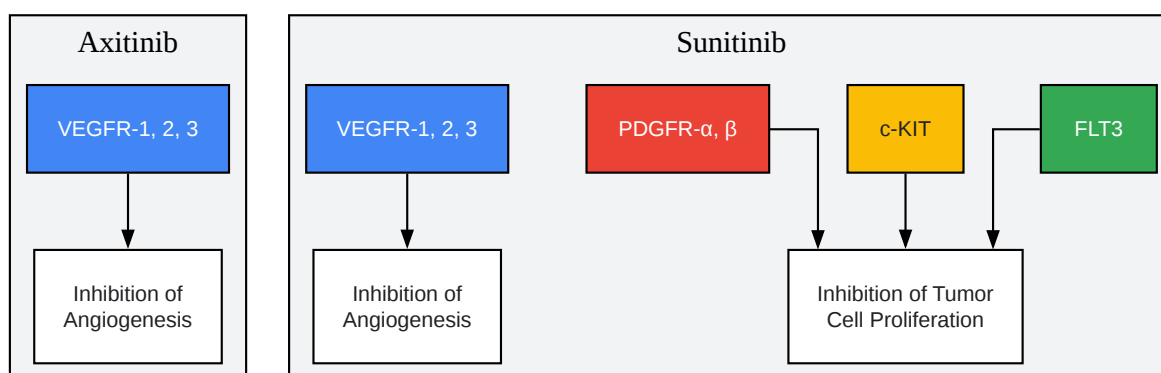 Axitinib
Sunitinib
VEGFR-1, 2, 3
VEGFR-1, 2, 3
PDGFR-α, β
c-KIT
FLT3
Inhibition of
Angiogenesis
Inhibition of
Angiogenesis
Inhibition of Tumor
Cell Proliferation